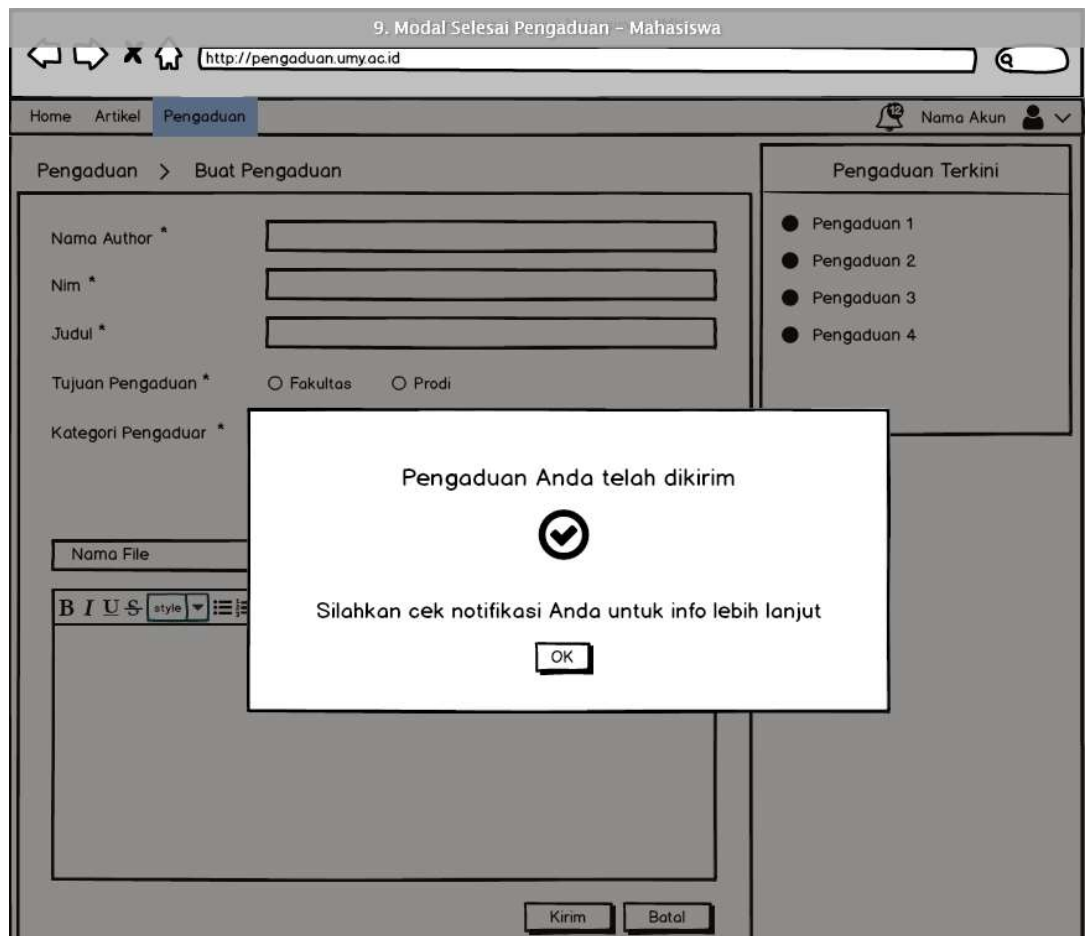 9. Modal Selesai Pengaduan - Mahasiswa
http://pengaduan.umy.ac.id
Home Artikel Pengaduan 12 Nama Akun
Pengaduan > Buat Pengaduan
Pengaduan Terkini
Nama Author *
Nim *
Judul *
Tujuan Pengaduan * Fakultas Prodi
Kategori Pengaduar *
Pengaduan 1
Pengaduan 2
Pengaduan 3
Pengaduan 4
Pengaduan Anda telah dikirim
Silahkan cek notifikasi Anda untuk info lebih lanjut
OK
Nama File
B I U S style
Kirim Batal